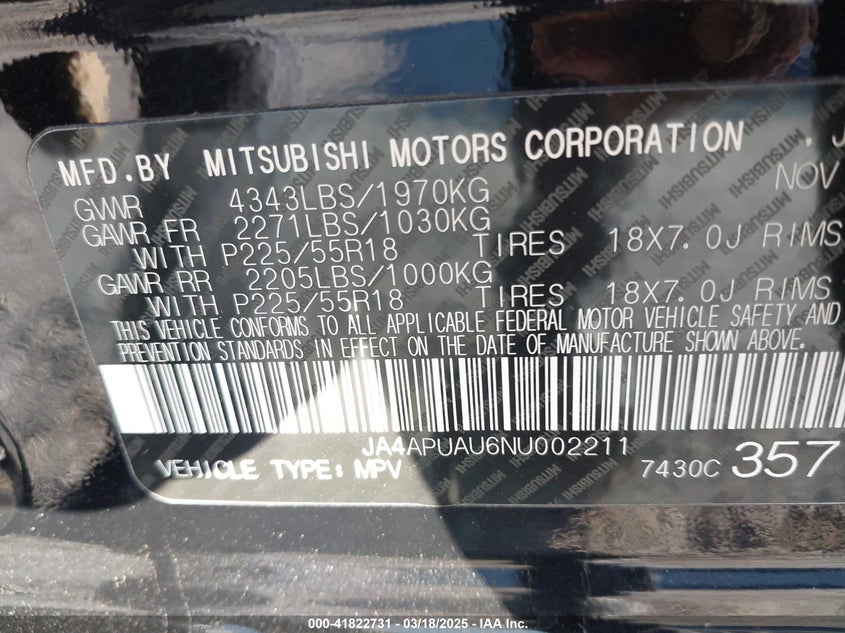 MFD.BY MITSUBISHI MOTORS CORPORATION , J
NOV
GVWR 4343LBS/1970KG
GAWR FR 2271LBS/1030KG
WITH P225/55R18 TIRES 18X7.0J RIMS
GAWR RR 2205LBS/1000KG
WITH P225/55R18 TIRES 18X7.0J RIMS
THIS VEHICLE CONFORMS TO ALL APPLICABLE FEDERAL MOTOR VEHICLE SAFETY AND
PREVENTION STANDARDS IN EFFECT ON THE DATE OF MANUFACTURE SHOWN ABOVE.
JA4APUAU6NU002211
VEHICLE TYPE: MPV 7430C 357
000-41822731 - 03/18/2025 - IAA Inc.